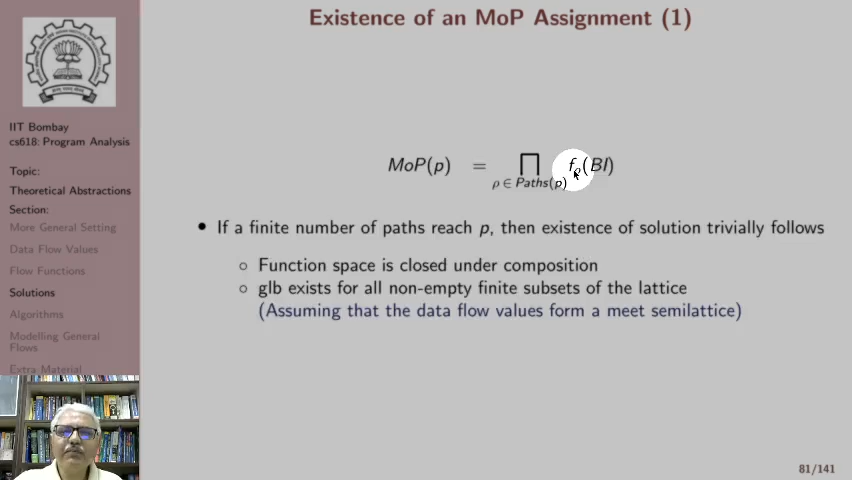 Existence of an MoP Assignment (1)
IIT Bombay
cs618: Program Analysis
Topic:
Theoretical Abstractions
Section:
More General Setting
Data Flow Values
Flow Functions
Solutions
Algorithms
Modelling General
Flows
Extra Material
MoP(p) = ⊓ f_ρ(BI)
ρ ∈ Paths(p)
• If a finite number of paths reach p, then existence of solution trivially follows
○ Function space is closed under composition
○ glb exists for all non-empty finite subsets of the lattice
(Assuming that the data flow values form a meet semilattice)
81/141